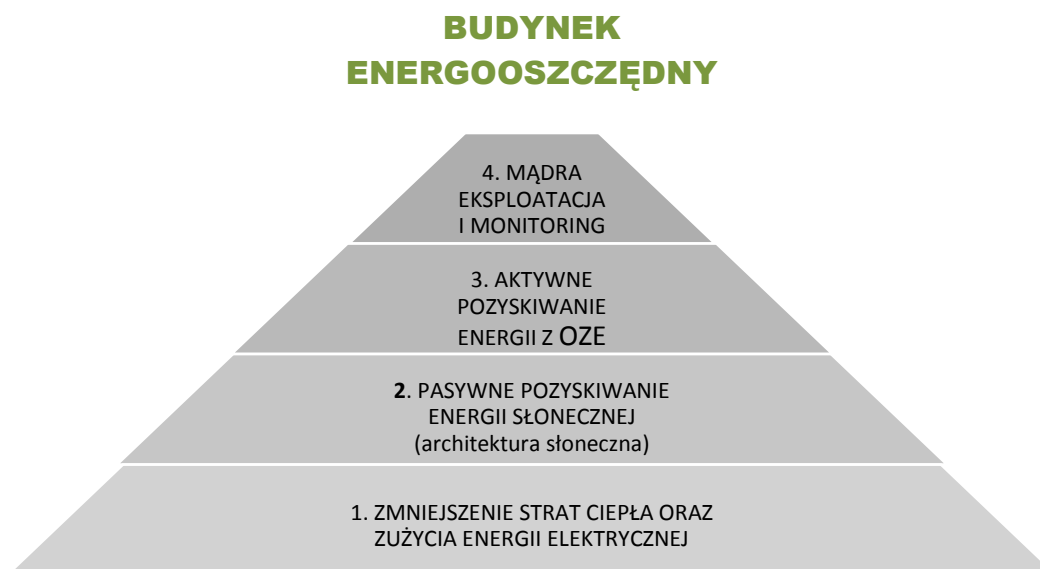 BUDYNEK
ENERGOOSZCZĘDNY
4. MĄDRA
EKSPLOATACJA
I MONITORING
3. AKTYWNE
POZYSKIWANIE
ENERGII Z OZE
2. PASYWNE POZYSKIWANIE
ENERGII SŁONECZNEJ
(architektura słoneczna)
1. ZMNIEJSZENIE STRAT CIEPŁA ORAZ
ZUŻYCIA ENERGII ELEKTRYCZNEJ